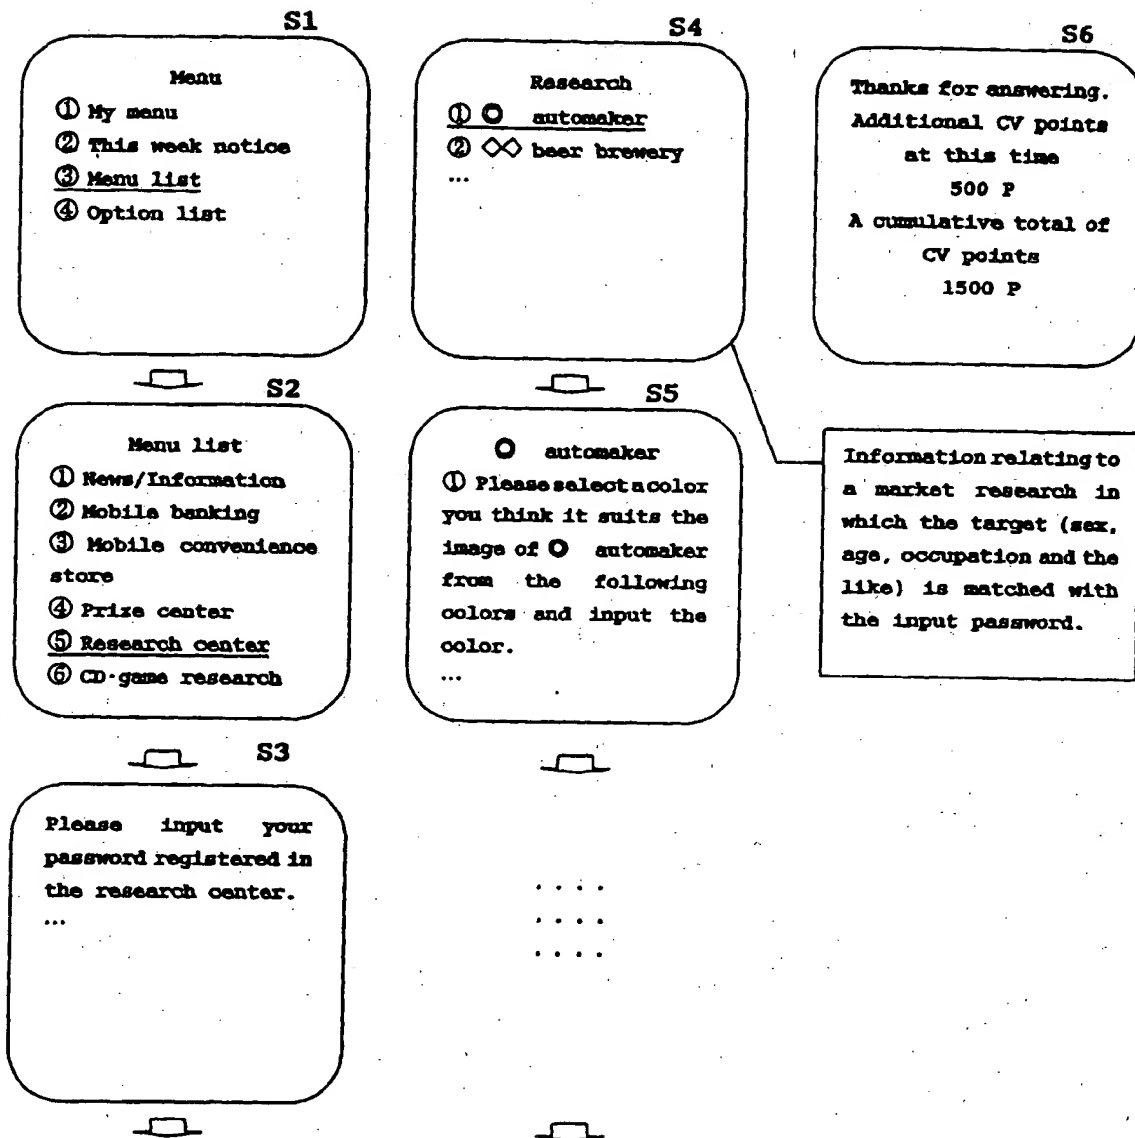 S1
Menu
① My menu
② This week notice
③ Menu list
④ Option list
S2
Menu list
① News/Information
② Mobile banking
③ Mobile convenience
store
④ Prize center
⑤ Research center
⑥ CD·game research
S3
Please input your
password registered in
the research center.
...
S4
Research
① ○ automaker
② ◇◇ beer brewery
...
S5
○ automaker
① Please select a color
you think it suits the
image of ○ automaker
from the following
colors and input the
color.
...
. . . .
. . . .
. . . .
S6
Thanks for answering.
Additional CV points
at this time
500 P
A cumulative total of
CV points
1500 P
Information relating to
a market research in
which the target (sex,
age, occupation and the
like) is matched with
the input password.